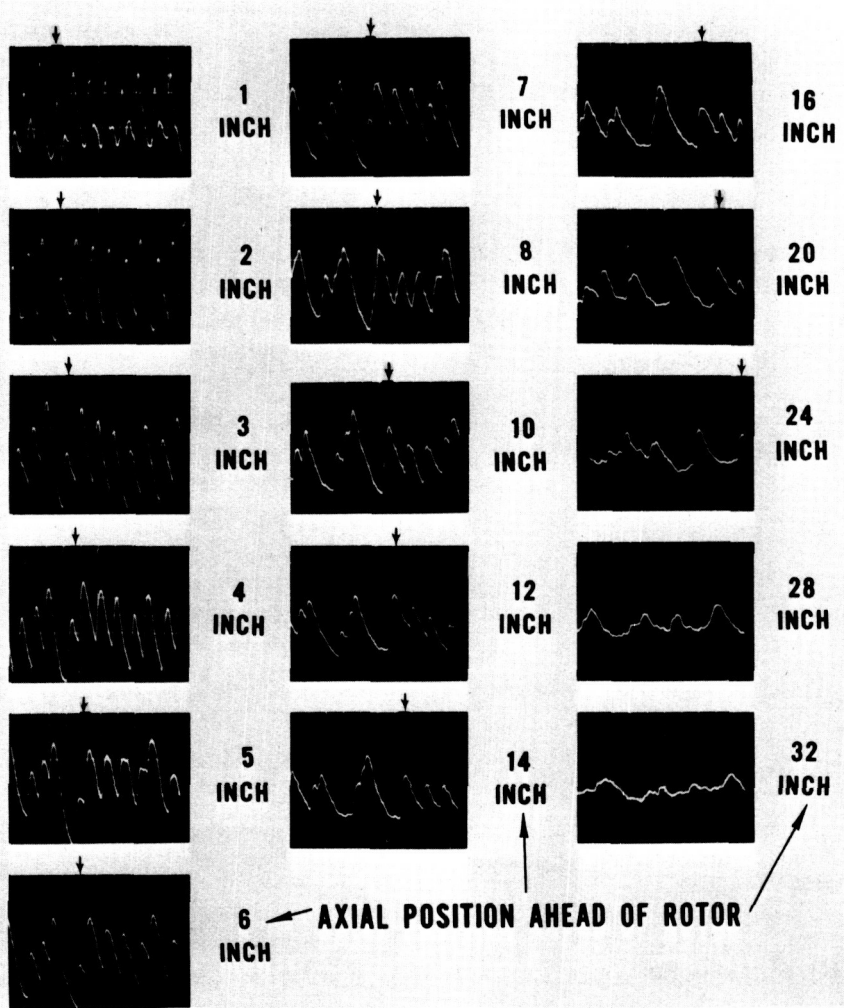 1
INCH
2
INCH
3
INCH
4
INCH
5
INCH
6
INCH
7
INCH
8
INCH
10
INCH
12
INCH
14
INCH
16
INCH
20
INCH
24
INCH
28
INCH
32
INCH
AXIAL POSITION AHEAD OF ROTOR